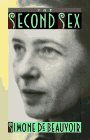 THE
SECOND SEX
SIMONE DE BEAUVOIR